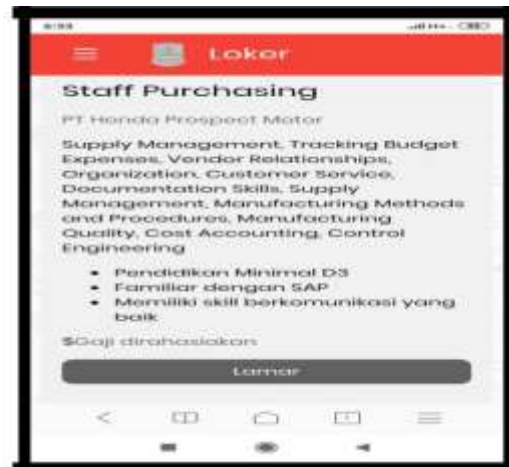 Loker
Staff Purchasing
PT Honda Prospect Motor
Supply Management, Tracking Budget
Expenses, Vendor Relationships,
Organization, Customer Service,
Documentation Skills, Supply
Management, Manufacturing Methods
and Procedures, Manufacturing
Quality, Cost Accounting, Control
Engineering
• Pendidikan Minimal D3
• Familiar dengan SAP
• Memiliki skill berkomunikasi yang
baik
$Gaji dirahasiakan
Lamar